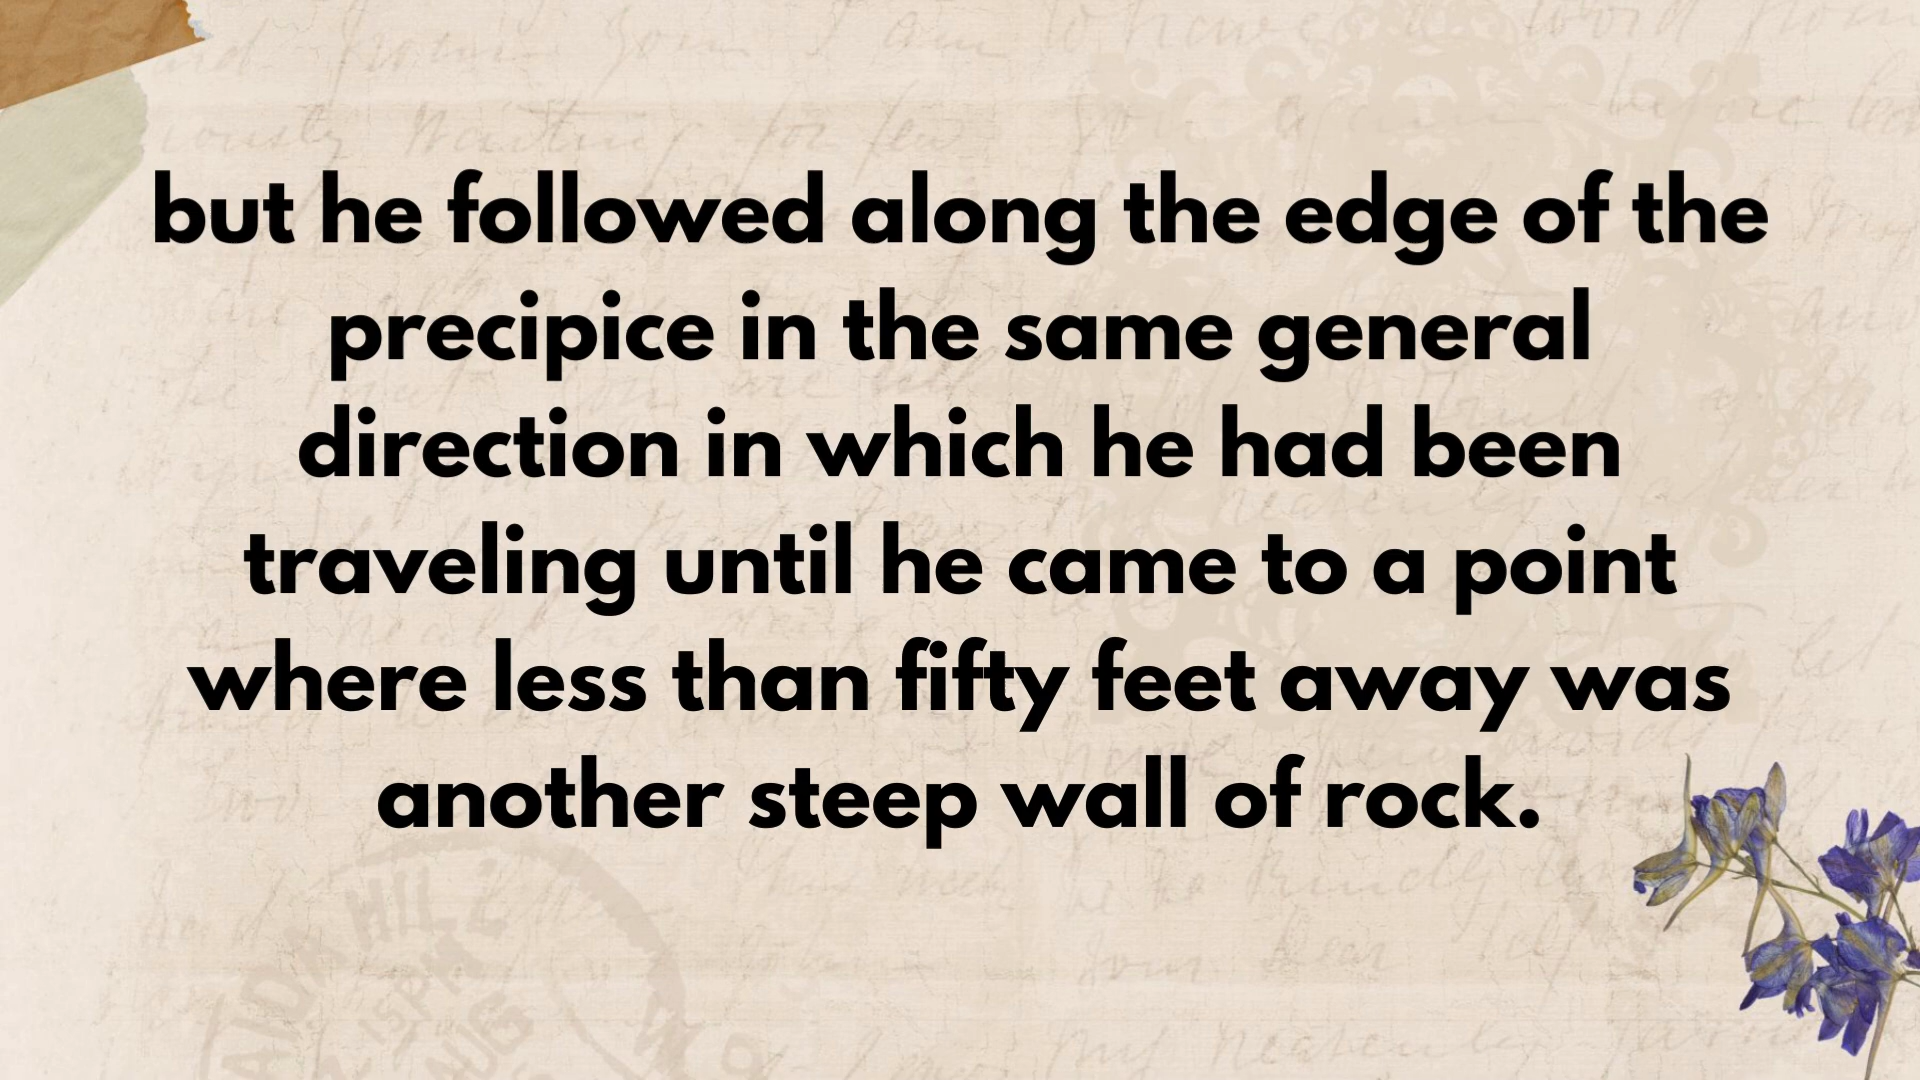 but he followed along the edge of the
precipice in the same general
direction in which he had been
traveling until he came to a point
where less than fifty feet away was
another steep wall of rock.